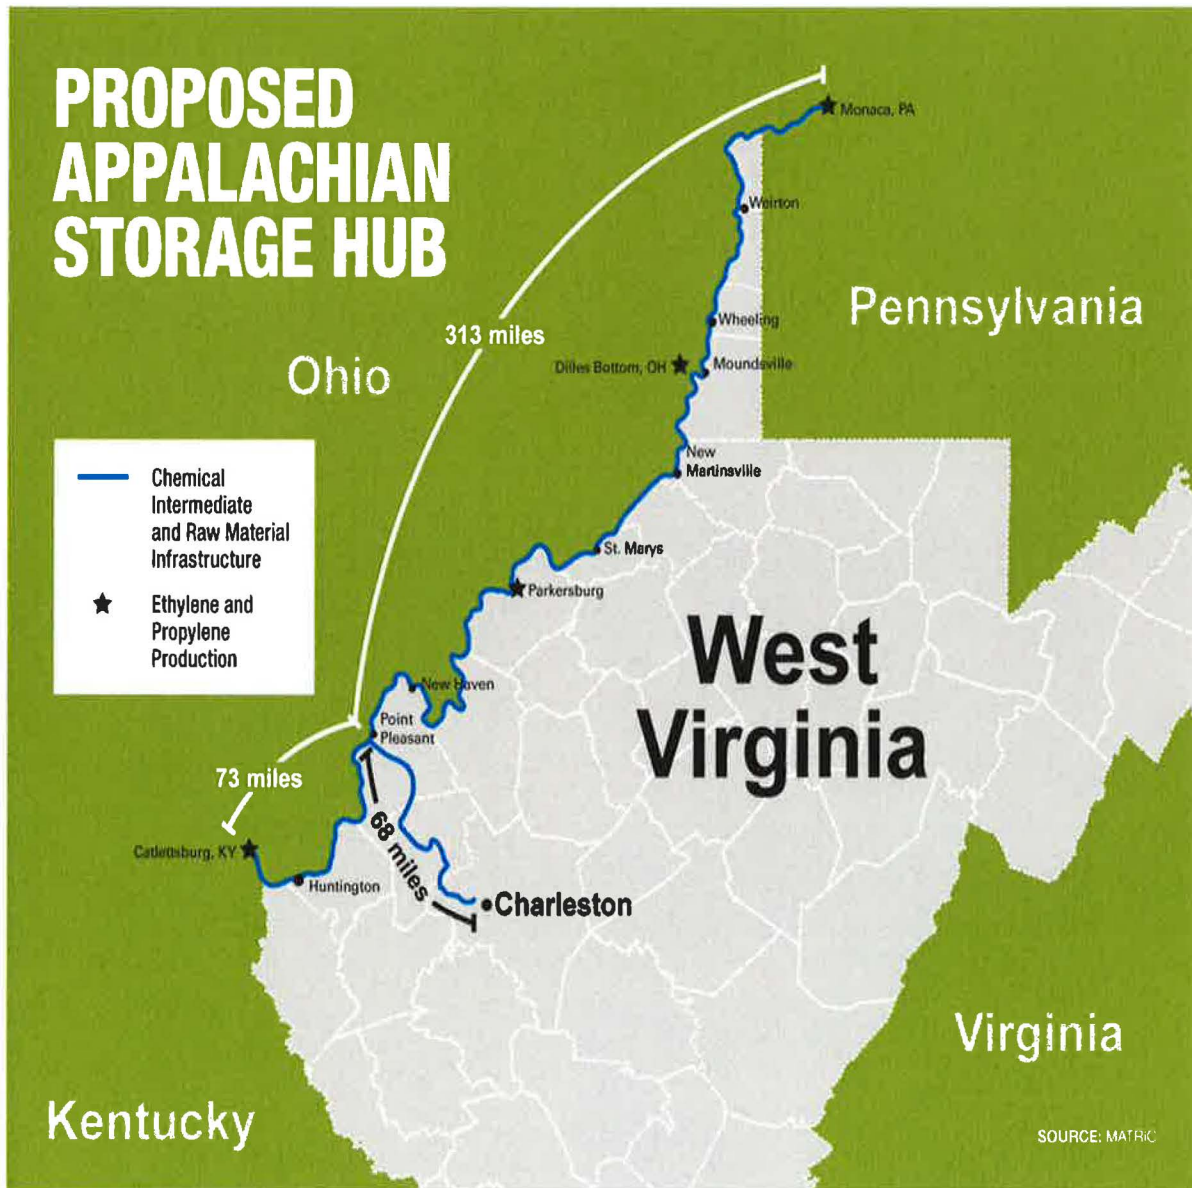 PROPOSED
APPALACHIAN
STORAGE HUB
Monaca, PA
Weirton
Pennsylvania
Wheeling
313 miles
Ohio
Dilles Bottom, OH
Moundsville
New
Martinsville
Chemical
Intermediate
and Raw Material
Infrastructure
Ethylene and
Propylene
Production
St. Marys
Parkersburg
West
Virginia
New Haven
Point
Pleasant
73 miles
68 miles
Catlettsburg, KY
Huntington
Charleston
Virginia
Kentucky
SOURCE: MATRIC